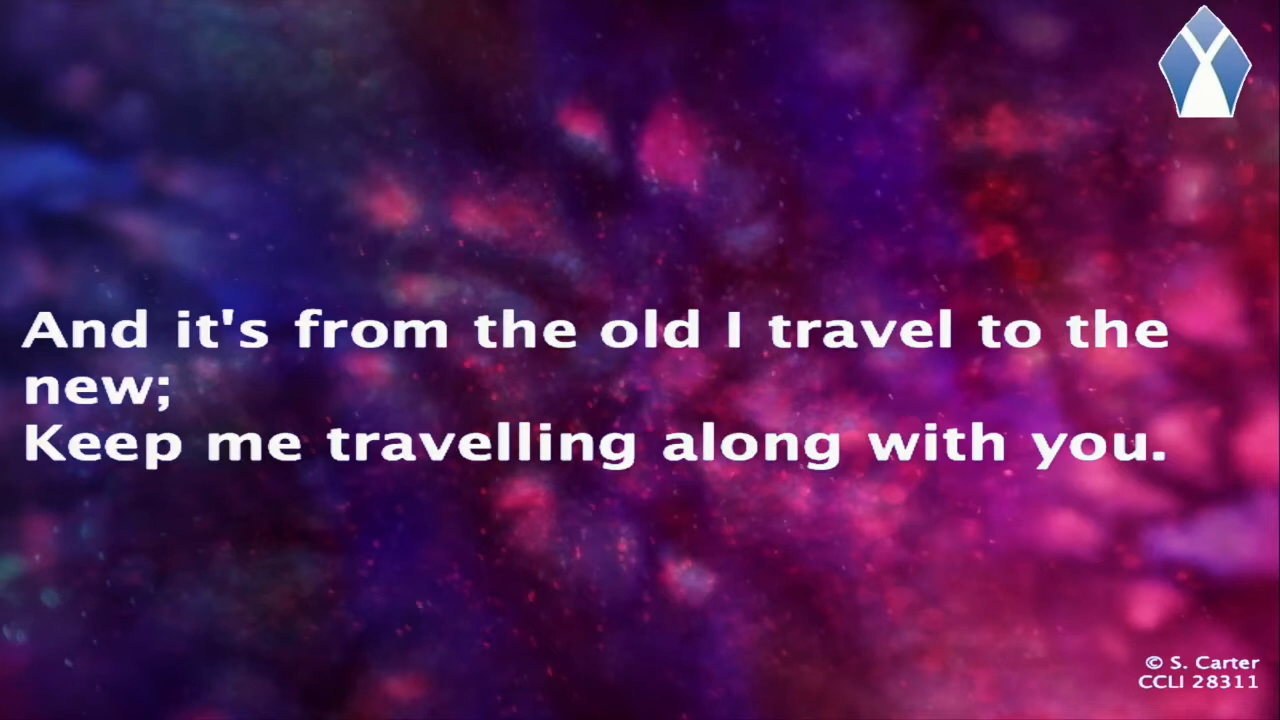 And it's from the old I travel to the
new;
Keep me travelling along with you.
© S. Carter
CCLI 28311